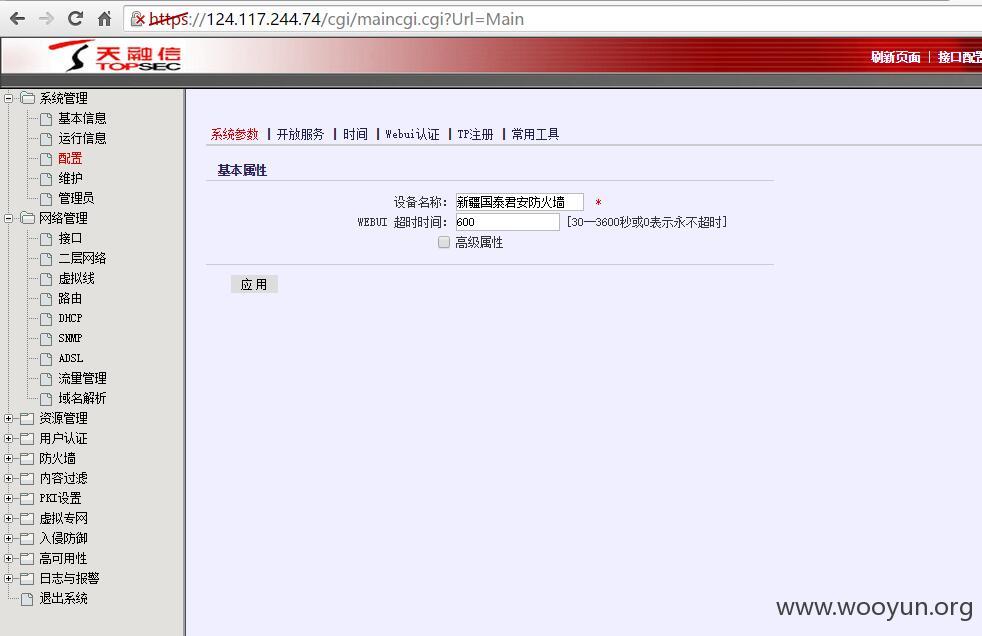 https://124.117.244.74/cgi/maincgi.cgi?Url=Main
天融信
TOPSEC
刷新页面 | 接口配置
系统管理
基本信息
运行信息
配置
维护
管理员
网络管理
接口
二层网络
虚拟线
路由
DHCP
SNMP
ADSL
流量管理
域名解析
资源管理
用户认证
防火墙
内容过滤
PKI设置
虚拟专网
入侵防御
高可用性
日志与报警
退出系统
系统参数 | 开放服务 | 时间 | Webui认证 | TP注册 | 常用工具
基本属性
设备名称: 新疆国泰君安防火墙 *
WEBUI 超时时间: 600 [30—3600秒或0表示永不超时]
高级属性
应用
www.wooyun.org